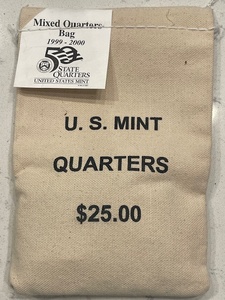 Mixed Quarters
Bag
1999 - 2000
50
STATE
QUARTERS
UNITED STATES MINT
U. S. MINT
QUARTERS
$25.00